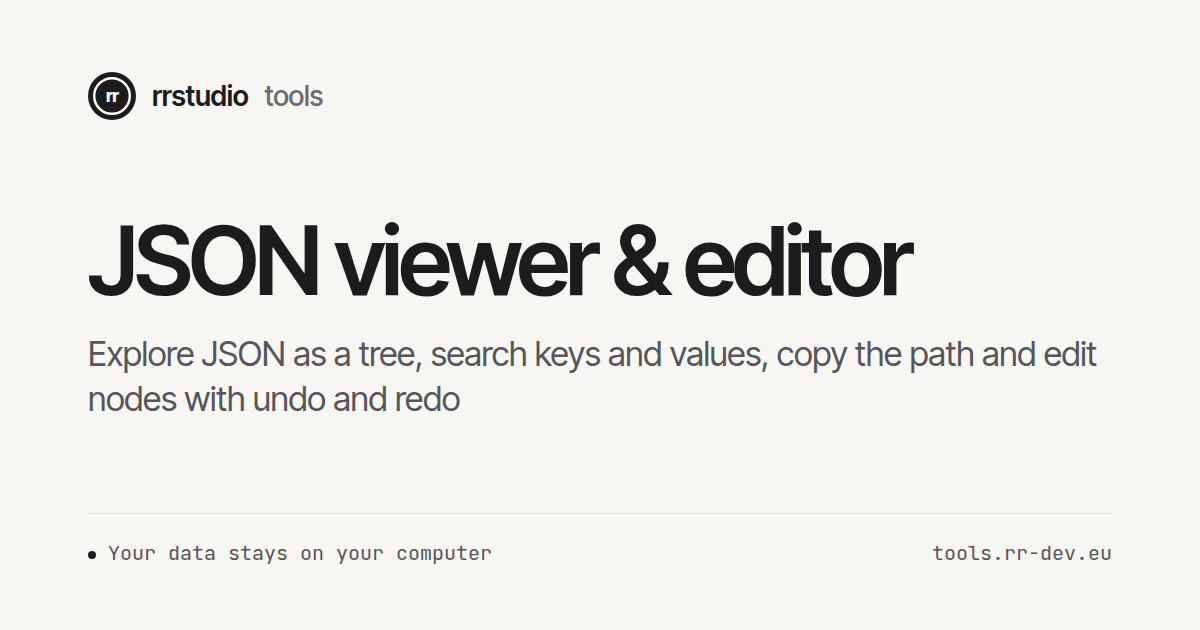 rr rrstudio tools
JSON viewer & editor
Explore JSON as a tree, search keys and values, copy the path and edit
nodes with undo and redo
Your data stays on your computer
tools.rr-dev.eu